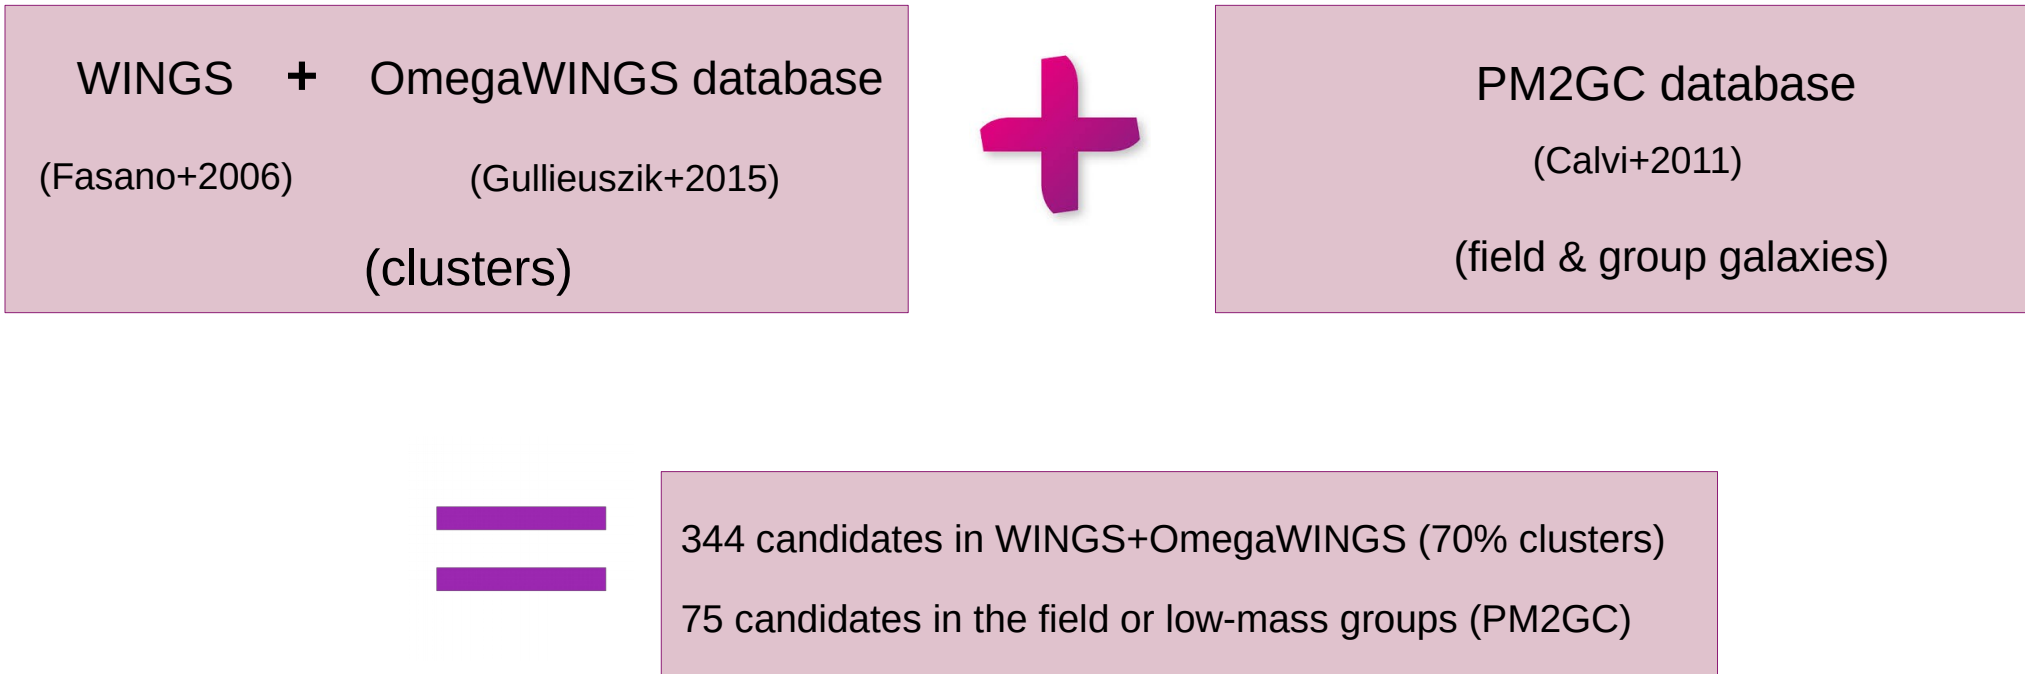 WINGS + OmegaWINGS database
(Fasano+2006) (Gullieuszik+2015)
(clusters)
PM2GC database
(Calvi+2011)
(field & group galaxies)
344 candidates in WINGS+OmegaWINGS (70% clusters)
75 candidates in the field or low-mass groups (PM2GC)